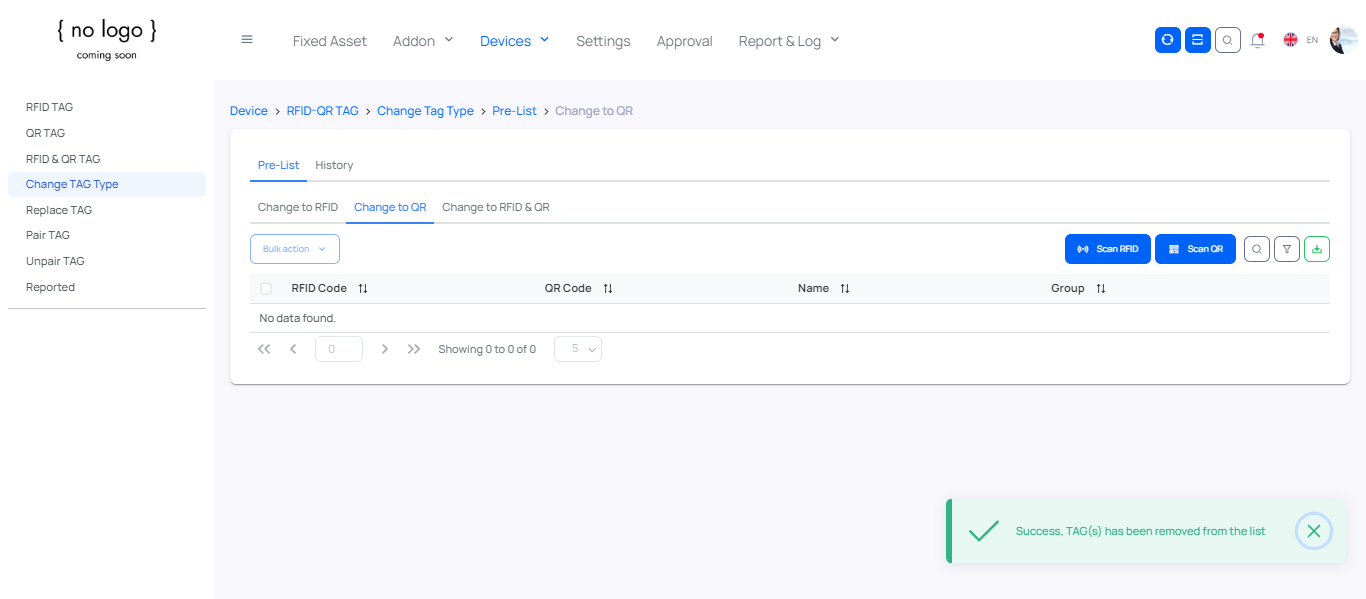 { no logo }
coming soon
Fixed Asset Addon Devices Settings Approval Report & Log EN
RFID TAG
QR TAG
RFID & QR TAG
Change TAG Type
Replace TAG
Pair TAG
Unpair TAG
Reported
Device > RFID-QR TAG > Change Tag Type > Pre-List > Change to QR
Pre-List History
Change to RFID Change to QR Change to RFID & QR
Bulk action Scan RFID Scan QR
RFID Code QR Code Name Group
No data found.
0 Showing 0 to 0 of 0 5
Success, TAG(s) has been removed from the list